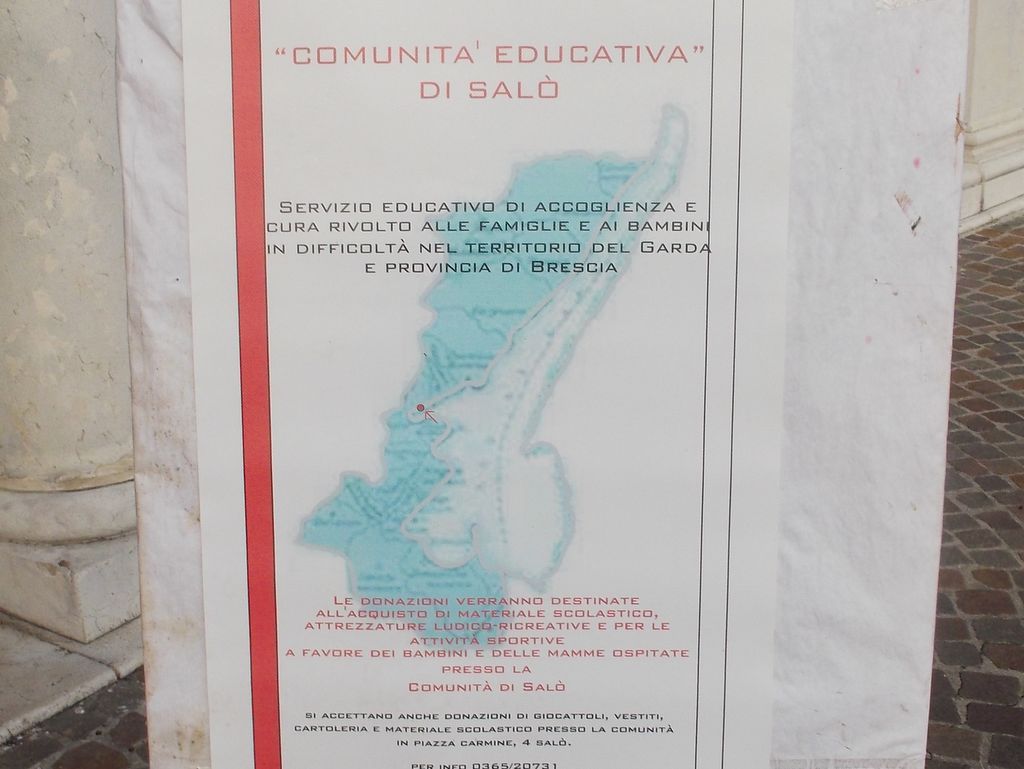 “COMUNITA' EDUCATIVA”
DI SALÒ
SERVIZIO EDUCATIVO DI ACCOGLIENZA E
CURA RIVOLTO ALLE FAMIGLIE E AI BAMBINI
IN DIFFICOLTÀ NEL TERRITORIO DEL GARDA
E PROVINCIA DI BRESCIA
LE DONAZIONI VERRANNO DESTINATE
ALL'ACQUISTO DI MATERIALE SCOLASTICO,
ATTREZZATURE LUDICO-RICREATIVE E PER LE
ATTIVITÀ SPORTIVE
A FAVORE DEI BAMBINI E DELLE MAMME OSPITATE
PRESSO LA
COMUNITÀ DI SALÒ
SI ACCETTANO ANCHE DONAZIONI DI GIOCATTOLI, VESTITI,
CARTOLERIA E MATERIALE SCOLASTICO PRESSO LA COMUNITÀ
IN PIAZZA CARMINE, 4 SALÒ.
PER INFO 0365/20731